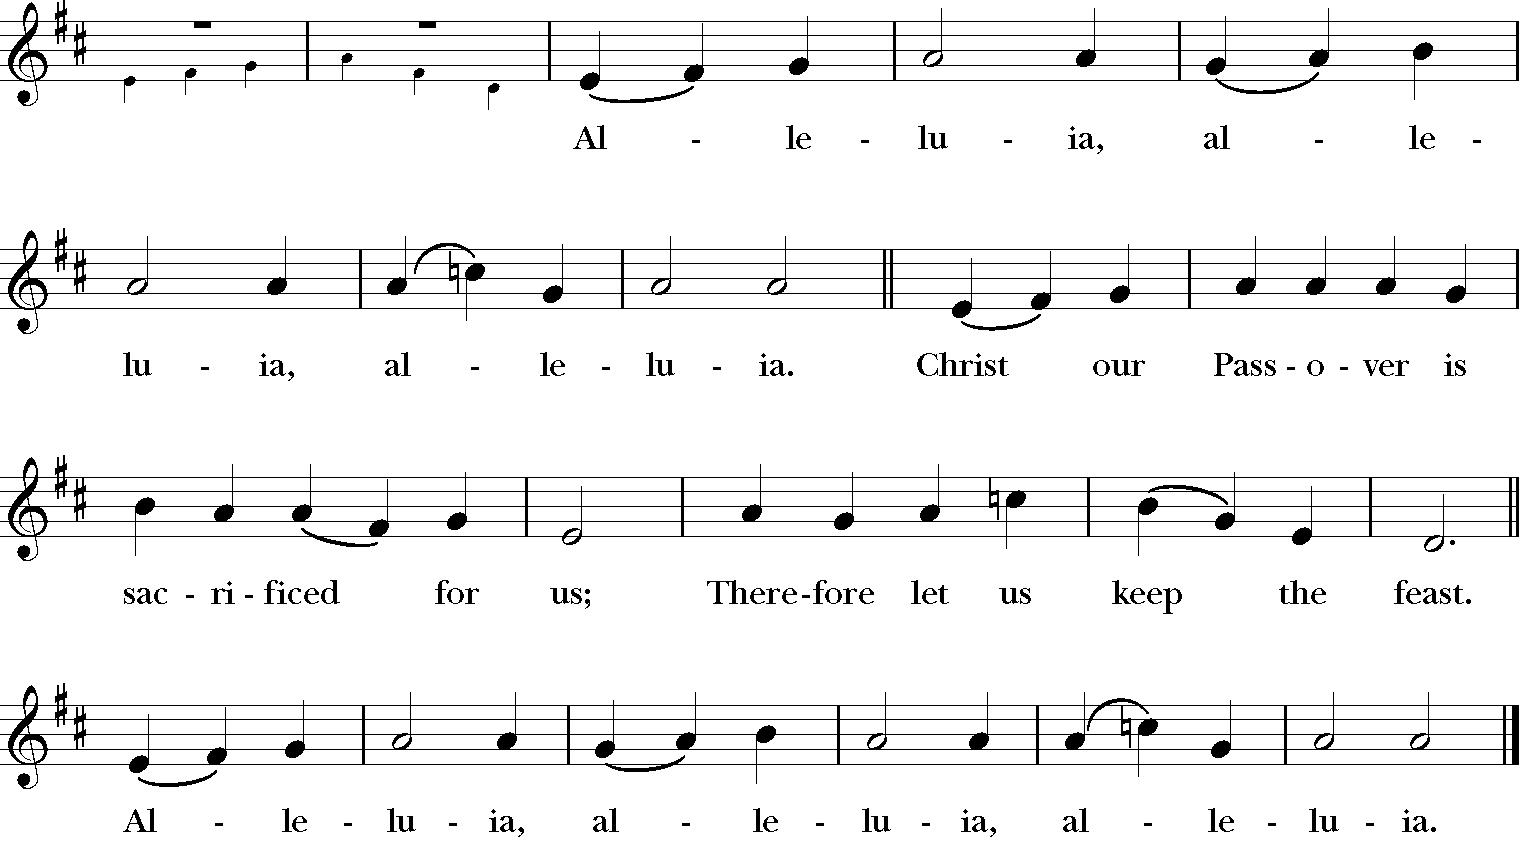 Al - le - lu - ia, al - le -
lu - ia, al - le - lu - ia. Christ our Pass - o - ver is
sac - ri - ficed for us; There - fore let us keep the feast.
Al - le - lu - ia, al - le - lu - ia, al - le - lu - ia.